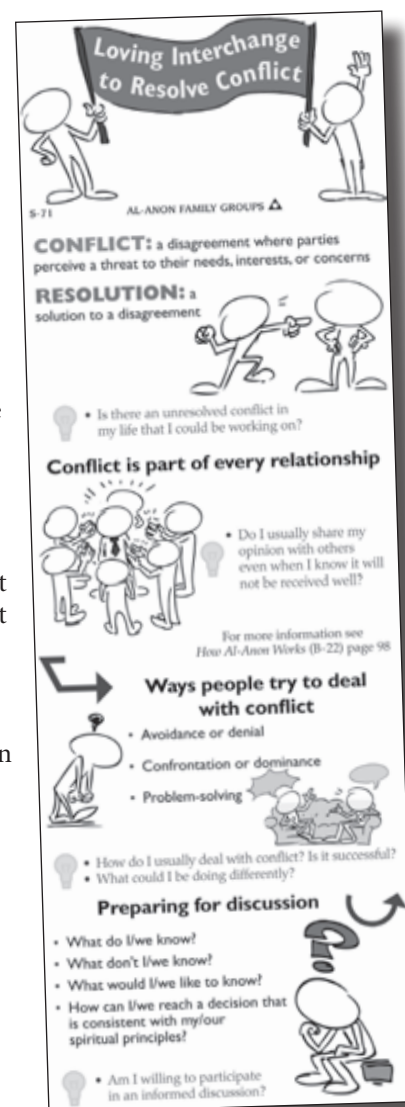 Loving Interchange
to Resolve Conflict
S-71
AL-ANON FAMILY GROUPS
CONFLICT: a disagreement where parties
perceive a threat to their needs, interests, or concerns
RESOLUTION: a
solution to a disagreement
• Is there an unresolved conflict in
my life that I could be working on?
Conflict is part of every relationship
• Do I usually share my
opinion with others
even when I know it will
not be received well?
For more information see
How Al-Anon Works (B-22) page 98
Ways people try to deal
with conflict
• Avoidance or denial
• Confrontation or dominance
• Problem-solving
• How do I usually deal with conflict? Is it successful?
• What could I be doing differently?
Preparing for discussion
• What do I/we know?
• What don't I/we know?
• What would I/we like to know?
• How can I/we reach a decision that
is consistent with my/our
spiritual principles?
• Am I willing to participate
in an informed discussion?